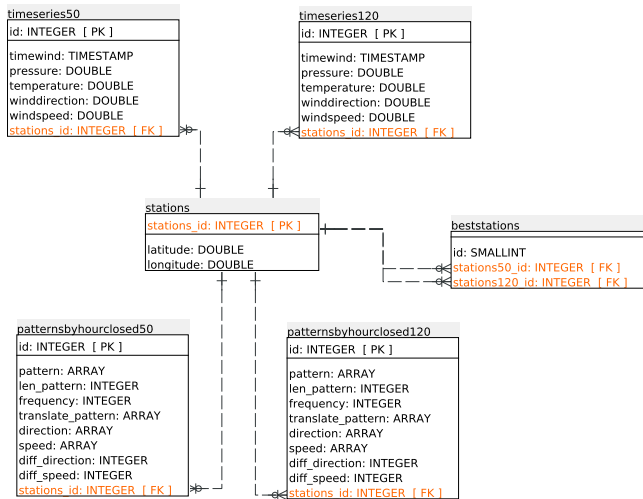 timeseries50
id: INTEGER [ PK ]
timewind: TIMESTAMP
pressure: DOUBLE
temperature: DOUBLE
winddirection: DOUBLE
windspeed: DOUBLE
stations_id: INTEGER [ FK ]
timeseries120
id: INTEGER [ PK ]
timewind: TIMESTAMP
pressure: DOUBLE
temperature: DOUBLE
winddirection: DOUBLE
windspeed: DOUBLE
stations_id: INTEGER [ FK ]
stations
stations_id: INTEGER [ PK ]
latitude: DOUBLE
longitude: DOUBLE
beststations
id: SMALLINT
stations50_id: INTEGER [ FK ]
stations120_id: INTEGER [ FK ]
patternsbyhourclosed50
id: INTEGER [ PK ]
pattern: ARRAY
len_pattern: INTEGER
frequency: INTEGER
translate_pattern: ARRAY
direction: ARRAY
speed: ARRAY
diff_direction: INTEGER
diff_speed: INTEGER
stations_id: INTEGER [ FK ]
patternsbyhourclosed120
id: INTEGER [ PK ]
pattern: ARRAY
len_pattern: INTEGER
frequency: INTEGER
translate_pattern: ARRAY
direction: ARRAY
speed: ARRAY
diff_direction: INTEGER
diff_speed: INTEGER
stations_id: INTEGER [ FK ]